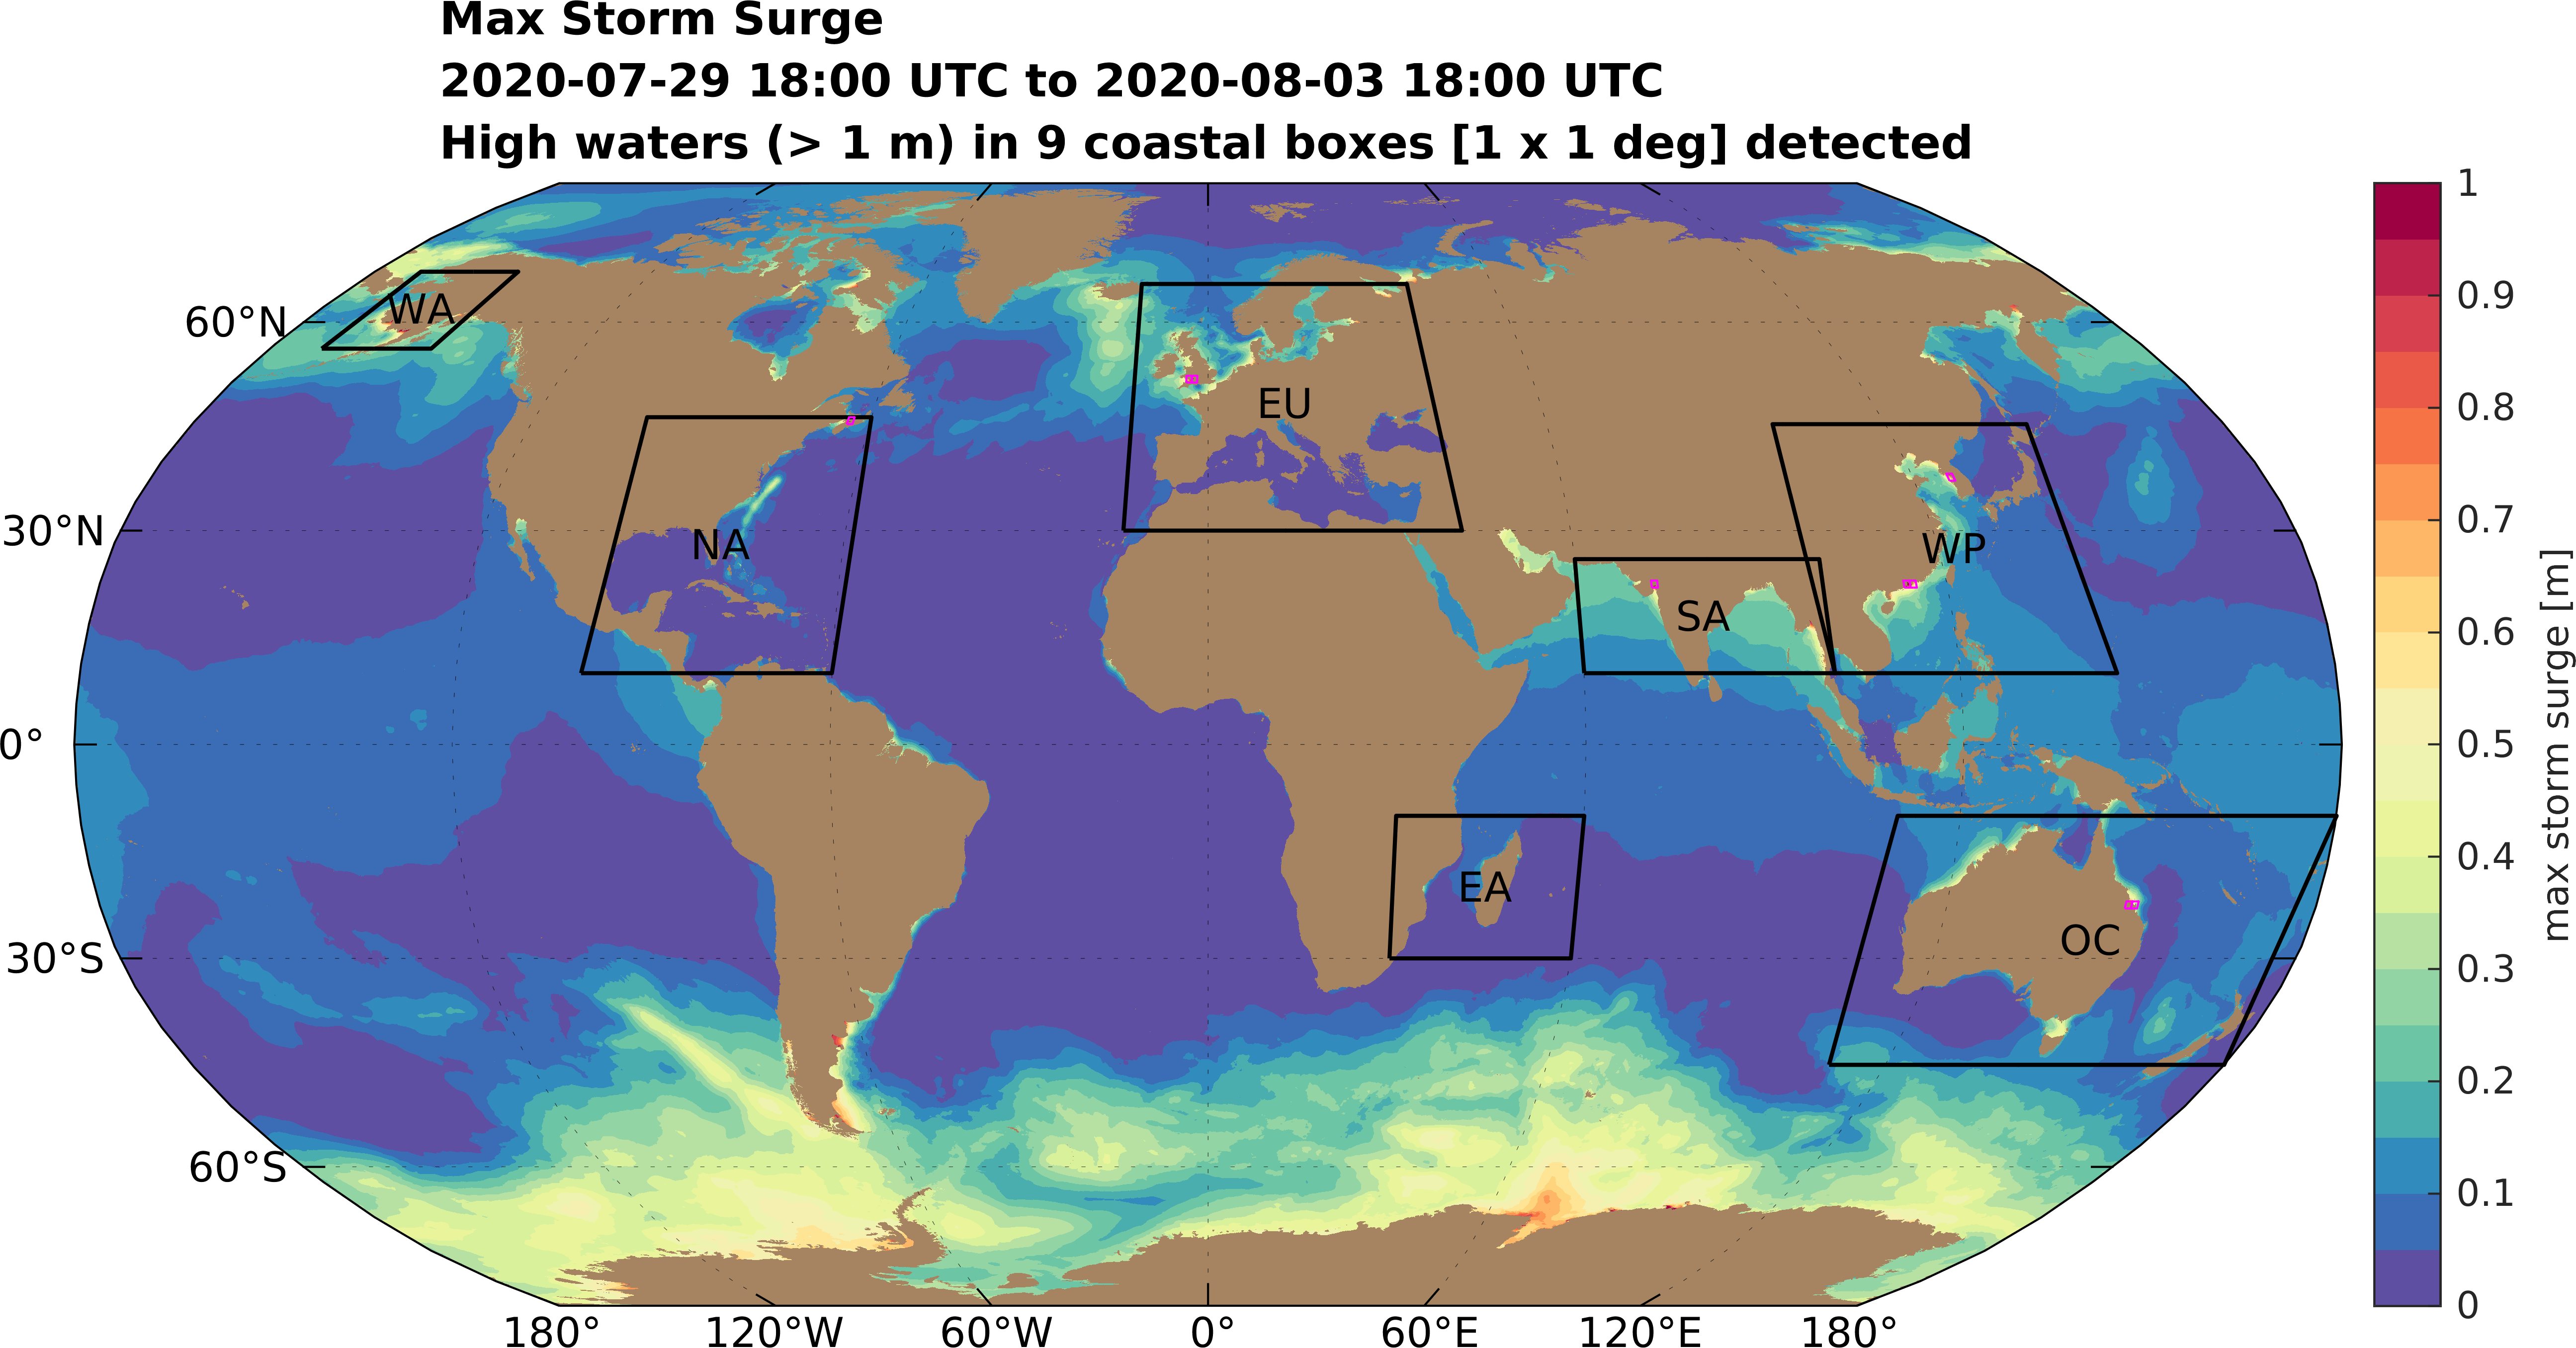 Max Storm Surge
2020-07-29 18:00 UTC to 2020-08-03 18:00 UTC
High waters (> 1 m) in 9 coastal boxes [1 x 1 deg] detected
60°N
30°N
0°
30°S
60°S
WA
NA
EU
SA
WP
EA
OC
180°
120°W
60°W
0°
60°E
120°E
180°
1
0.9
0.8
0.7
0.6
0.5
0.4
0.3
0.2
0.1
0
max storm surge [m]